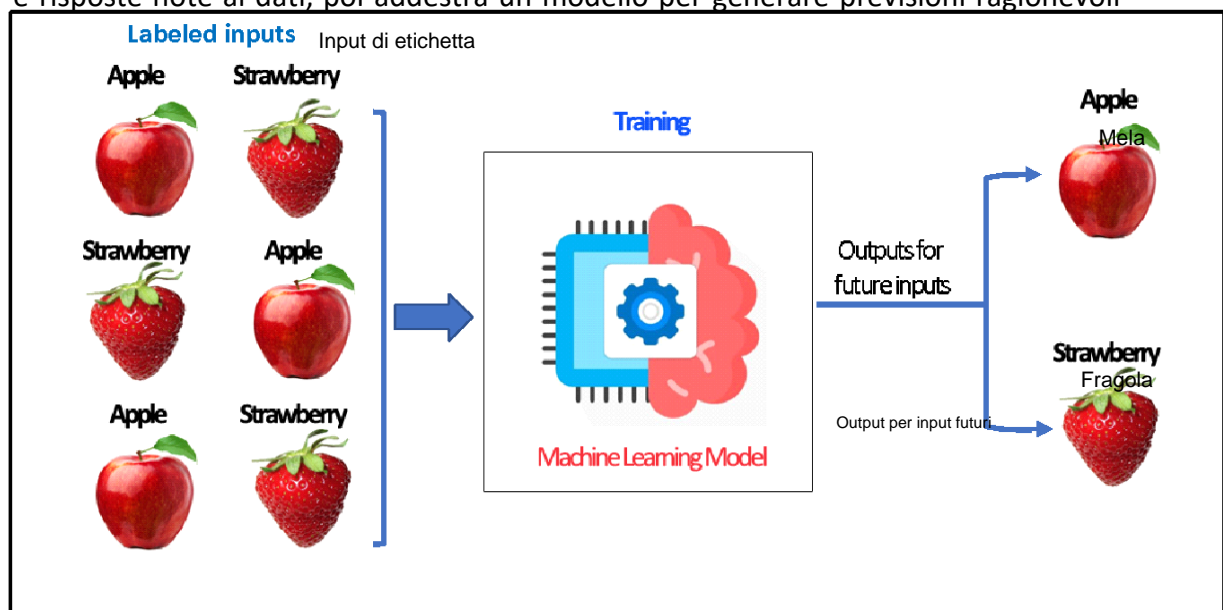 e risposte note ai dati, poi addestra un modello per generare previsioni ragionevoli
Labeled inputs Input di etichetta
Apple Strawberry
Strawberry Apple
Apple Strawberry
Training
Machine Learning Model
Outputs for
future inputs
Output per input futuri
Apple
Mela
Strawberry
Fragola